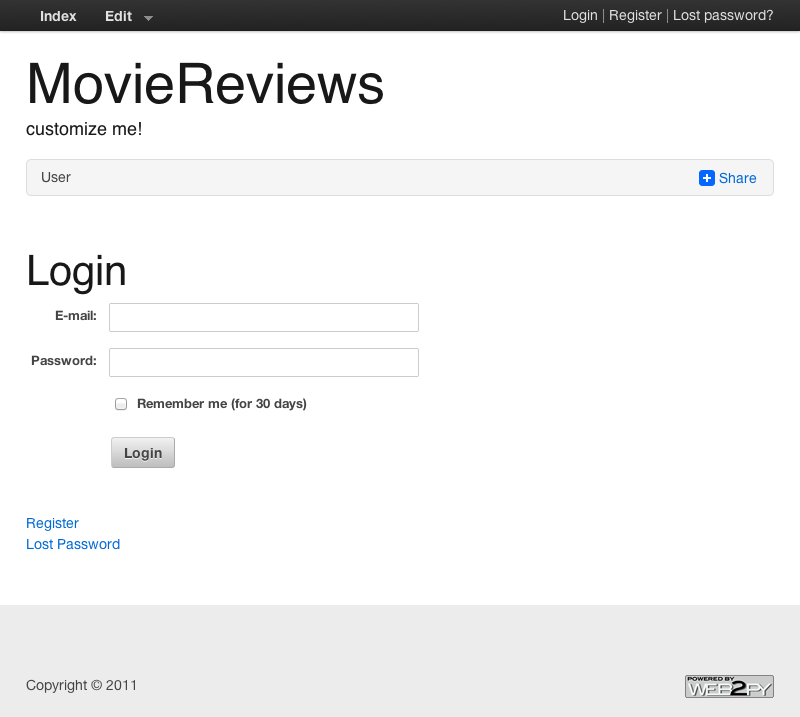 Index Edit Login | Register | Lost password?
MovieReviews
customize me!
User Share
Login
E-mail:
Password:
Remember me (for 30 days)
Login
Register
Lost Password
Copyright © 2011
POWERED BY
WEB2PY